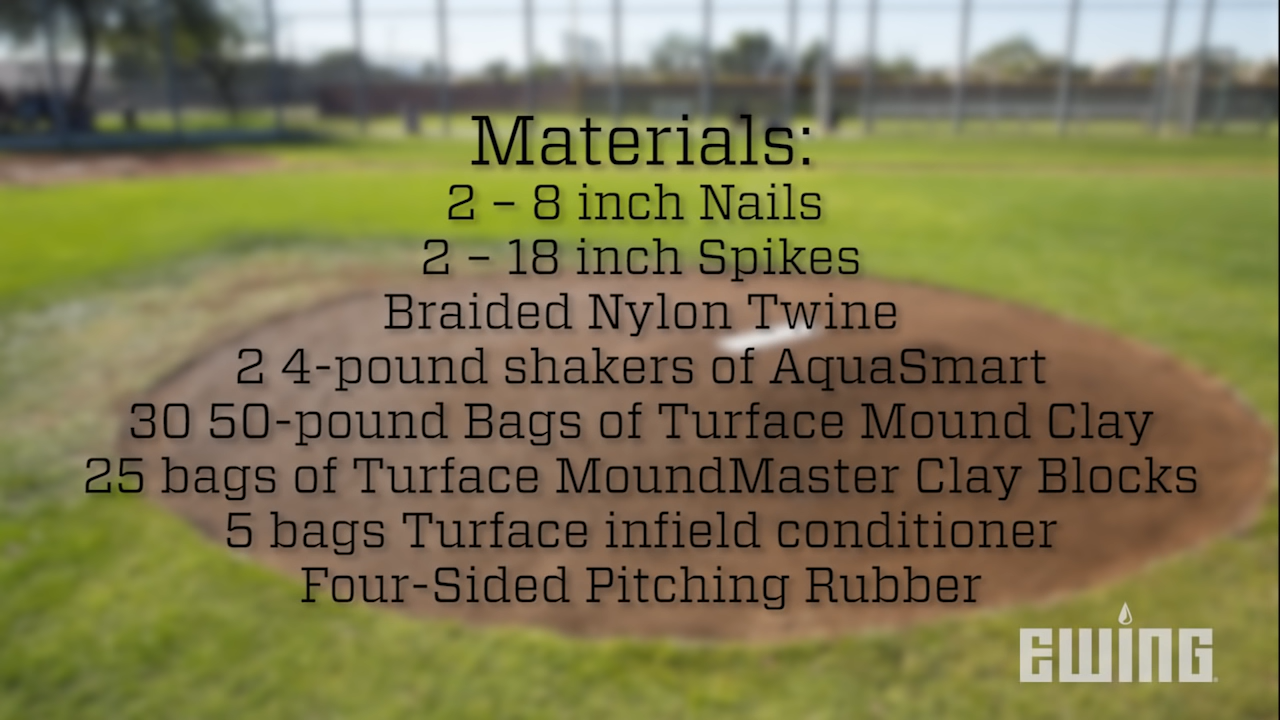 Materials:
2 – 8 inch Nails
2 – 18 inch Spikes
Braided Nylon Twine
2 4-pound shakers of AquaSmart
30 50-pound Bags of Turface Mound Clay
25 bags of Turface MoundMaster Clay Blocks
5 bags Turface infield conditioner
Four-Sided Pitching Rubber
EWING